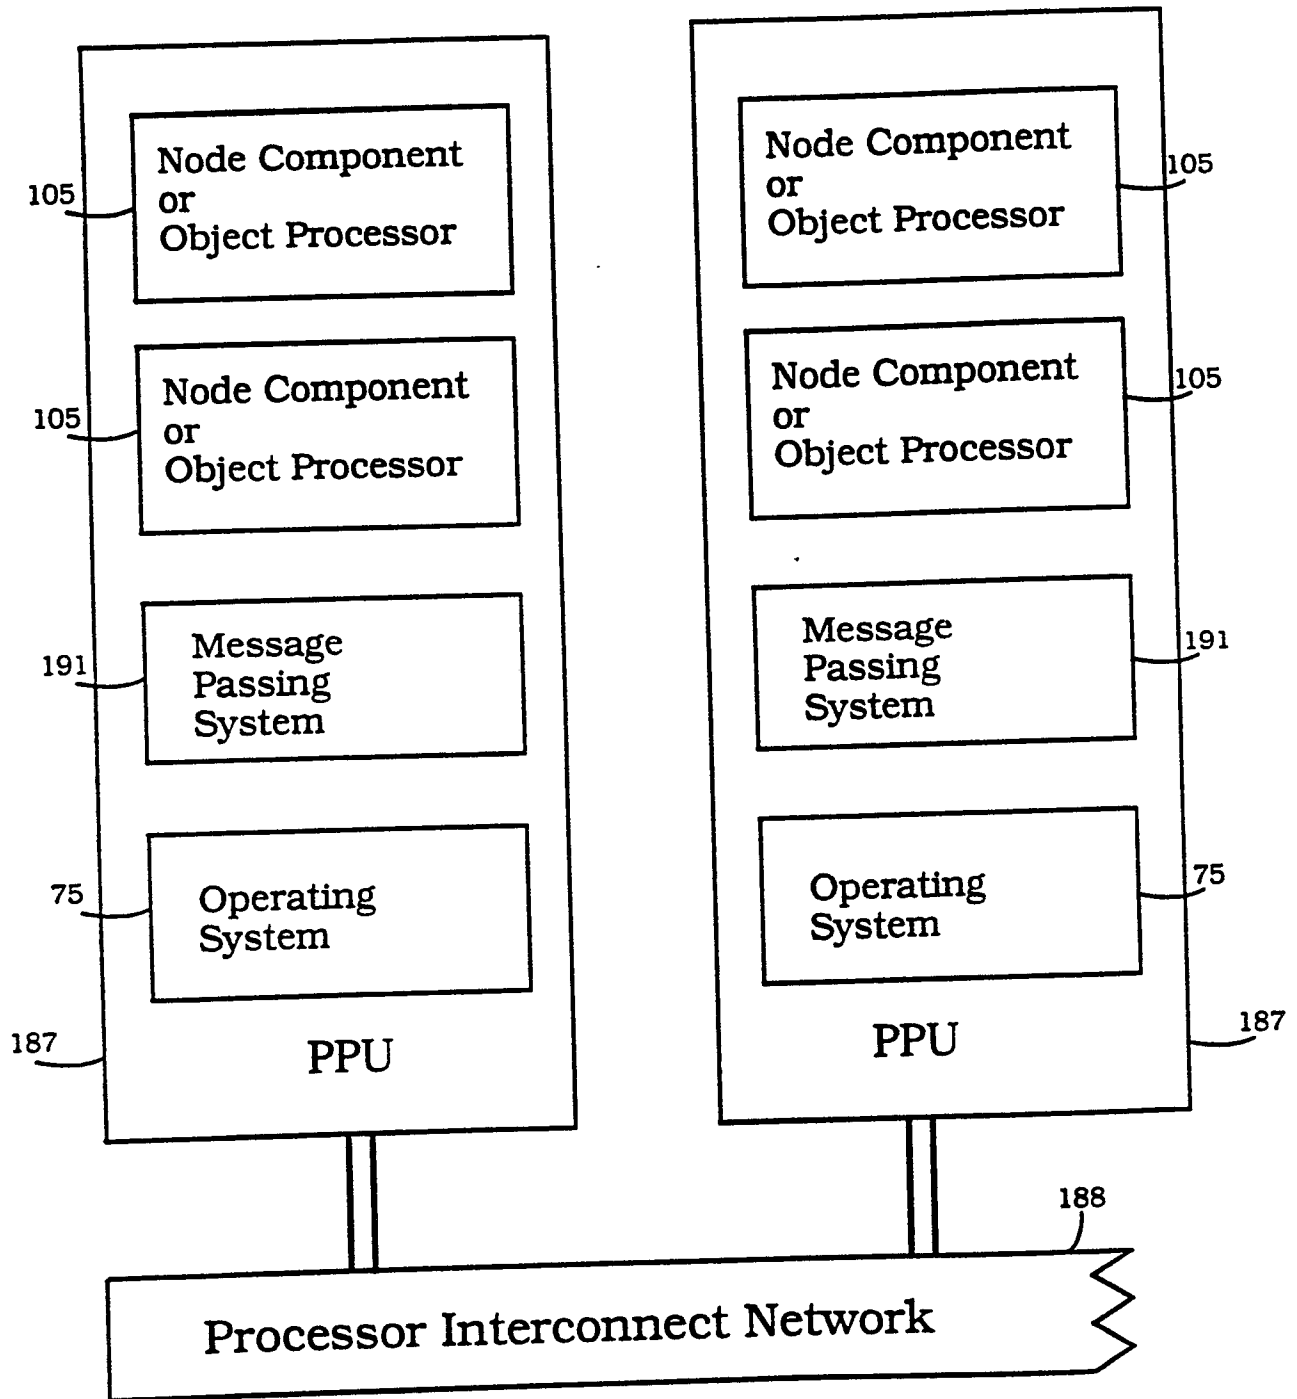 Node Component
or
Object Processor
105
Node Component
or
Object Processor
105
Message
Passing
System
191
Operating
System
75
PPU
187
Node Component
or
Object Processor
105
Node Component
or
Object Processor
105
Message
Passing
System
191
Operating
System
75
PPU
187
188
Processor Interconnect Network